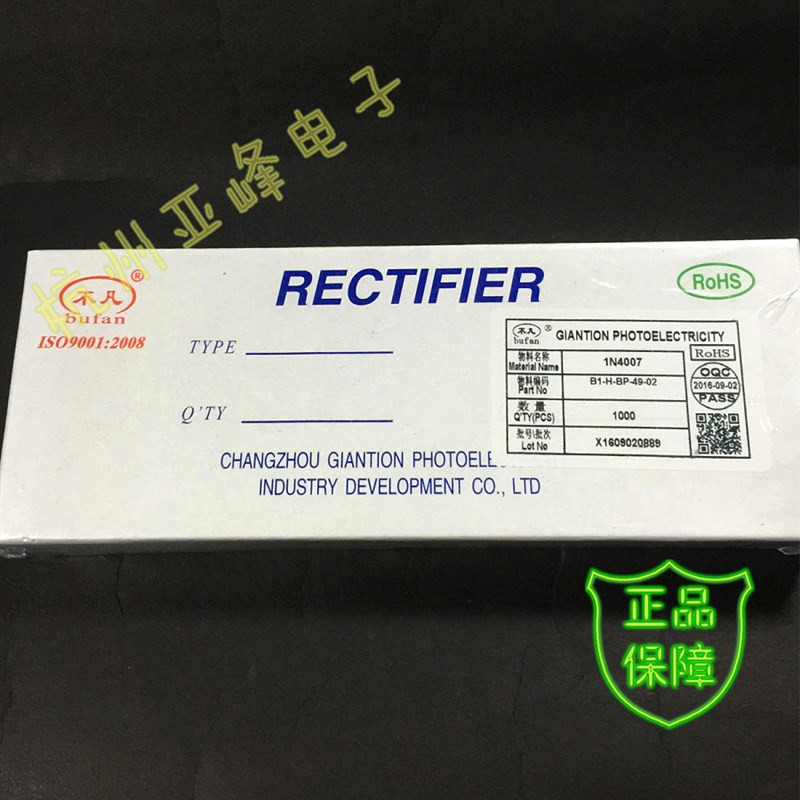 杭州亚峰电子
不凡®
bufan
ISO9001:2008
RECTIFIER
RoHS
TYPE
Q'TY
CHANGZHOU GIANTION PHOTOELEC
INDUSTRY DEVELOPMENT CO., LTD
不凡®
bufan
GIANTION PHOTOELECTRICITY
物料名称
Material Name
1N4007
RoHS
物料编码
Part No
B1-H-BP-49-02
OQC
2016-09-02
PASS
数量
Q'TY(PCS)
1000
批号\批次
Lot No
X1609020889
正品
保障